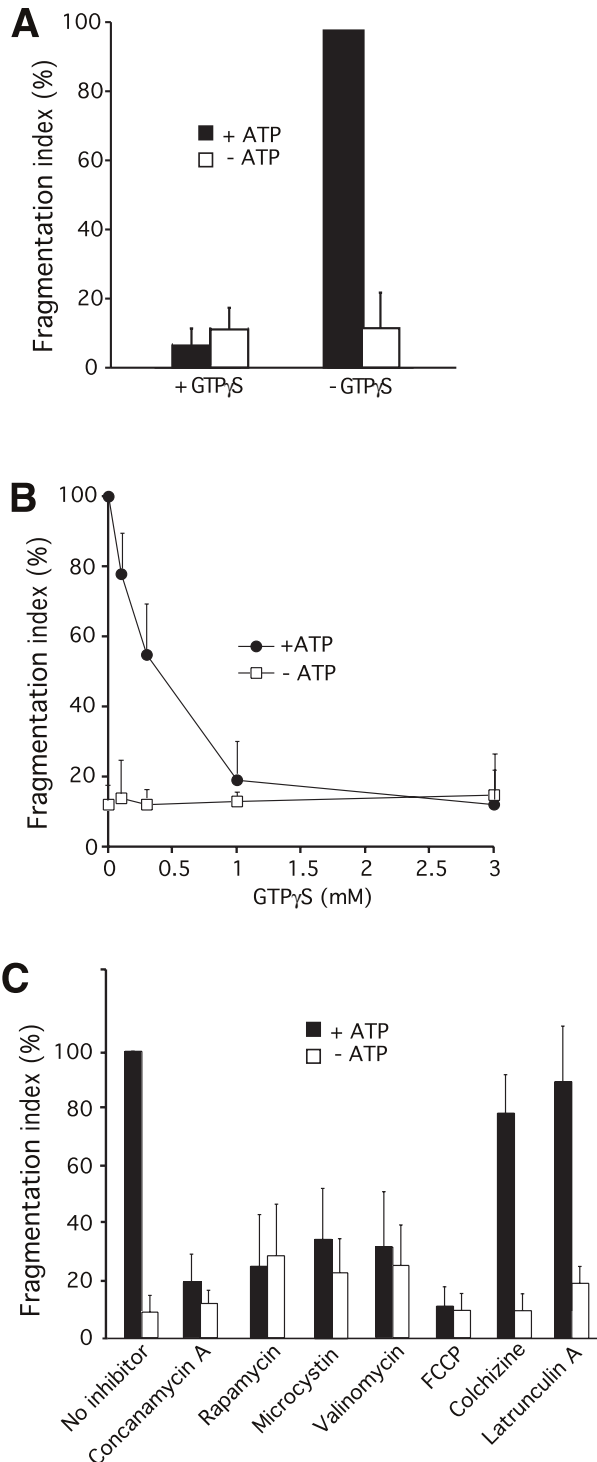 A
Fragmentation index (%)
100
80
60
40
20
0
+ ATP
- ATP
+ GTPγS
- GTPγS
B
Fragmentation index (%)
100
80
60
40
20
0
+ATP
- ATP
0 0.5 1 1.5 2 2.5 3
GTPγS (mM)
C
Fragmentation index (%)
100
80
60
40
20
0
+ ATP
- ATP
No inhibitor
Concanamycin A
Rapamycin
Microcystin
Valinomycin
FCCP
Colchizine
Latrunculin A